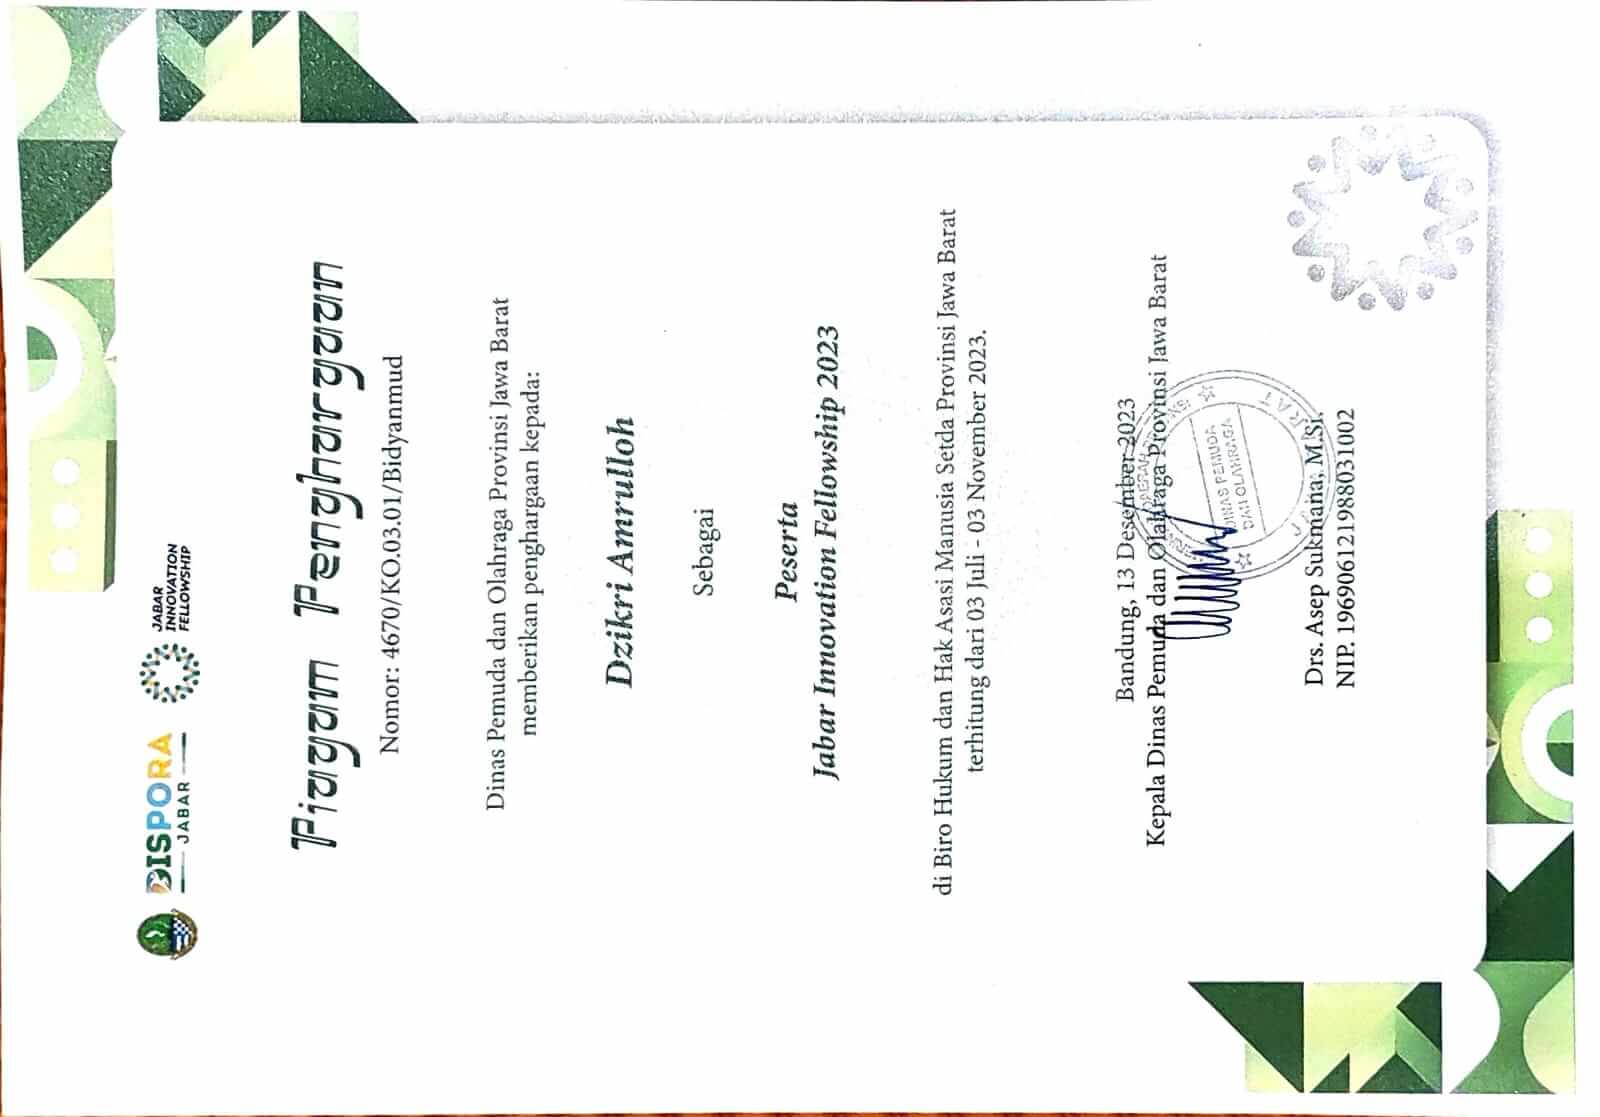 DISPORA
JABAR
JABAR
INNOVATION
FELLOWSHIP
Piagam Penghargaan
Nomor: 4670/KO.03.01/Bidyanmud
Dinas Pemuda dan Olahraga Provinsi Jawa Barat
memberikan penghargaan kepada:
Dzikri Amrulloh
Sebagai
Peserta
Jabar Innovation Fellowship 2023
di Biro Hukum dan Hak Asasi Manusia Setda Provinsi Jawa Barat
terhitung dari 03 Juli - 03 November 2023.
Bandung, 13 Desember 2023
Kepala Dinas Pemuda dan Olahraga Provinsi Jawa Barat
DINAS PEMUDA
DAN OLAHRAGA
Drs. Asep Sukmana, M.Si.
NIP. 196906121988031002